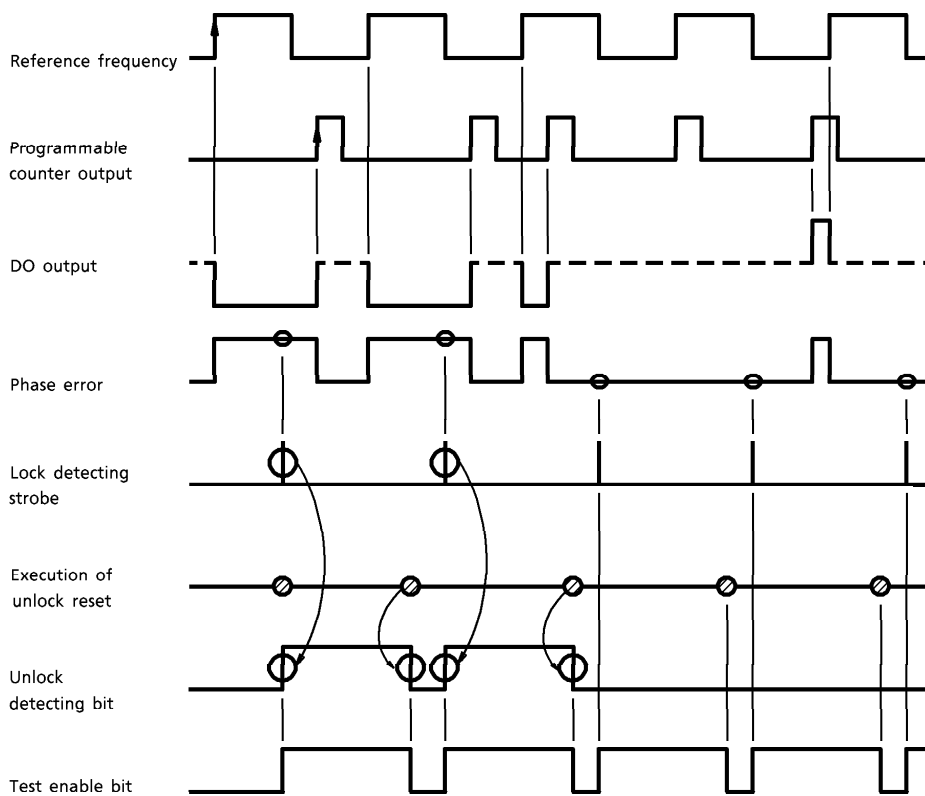 Reference frequency
Programmable
counter output
DO output
Phase error
Lock detecting
strobe
Execution of
unlock reset
Unlock
detecting bit
Test enable bit